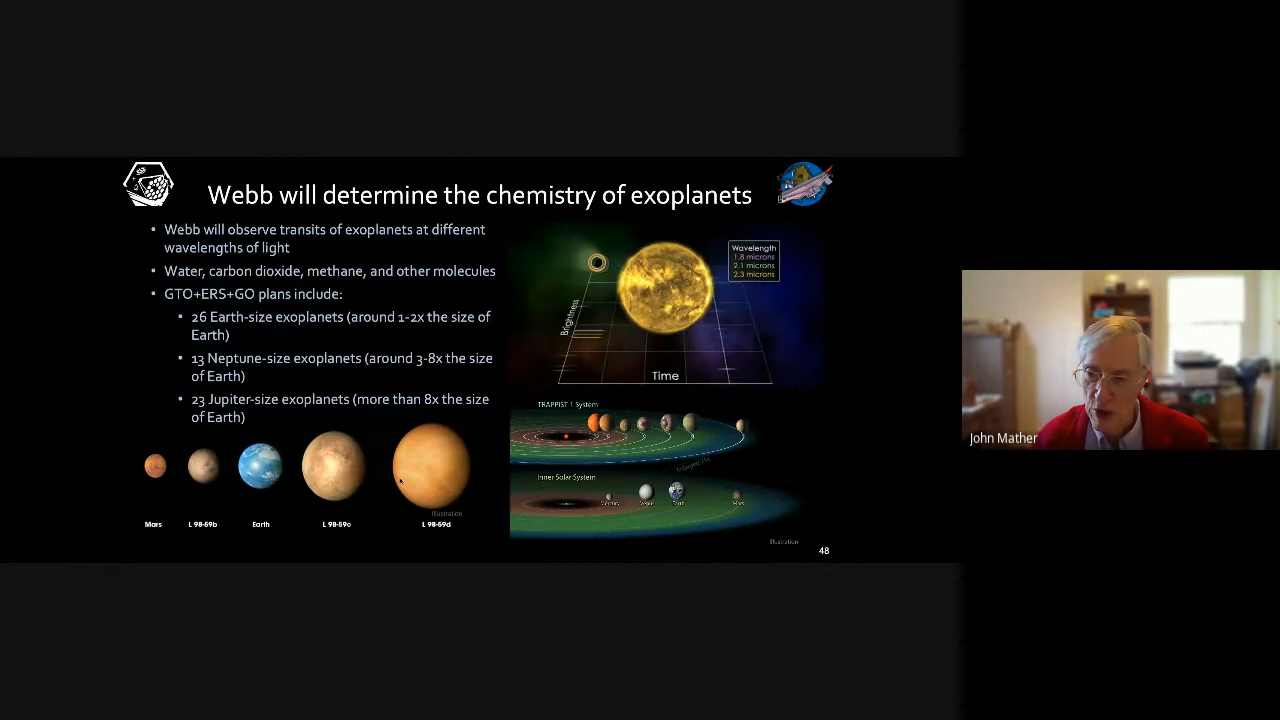 Webb will determine the chemistry of exoplanets
• Webb will observe transits of exoplanets at different
wavelengths of light
• Water, carbon dioxide, methane, and other molecules
• GTO+ERS+GO plans include:
• 26 Earth-size exoplanets (around 1-2x the size of
Earth)
• 13 Neptune-size exoplanets (around 3-8x the size
of Earth)
• 23 Jupiter-size exoplanets (more than 8x the size
of Earth)
Illustration
Mars
L 98-59b
Earth
L 98-59c
L 98-59d
Wavelength
1.8 microns
2.1 microns
2.3 microns
Brightness
Time
TRAPPIST 1 System
Inner Solar System
Mercury
Venus
Earth
Mars
Illustration
48
John Mather